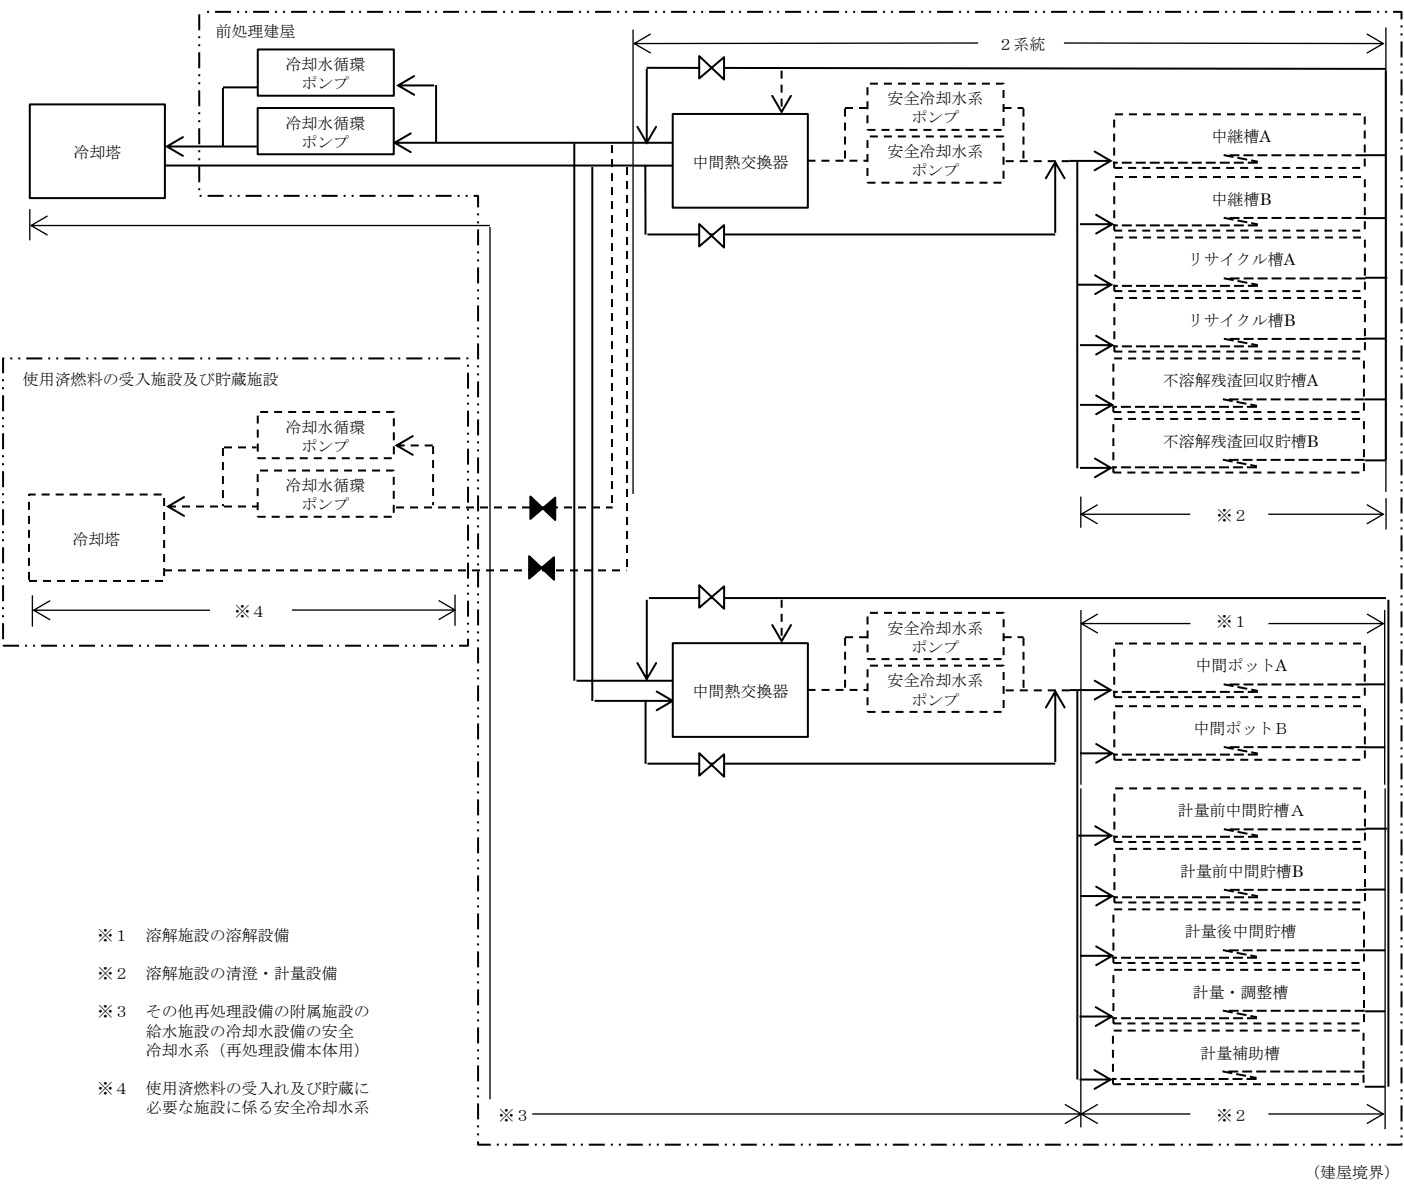 前処理建屋
冷却水循環
ポンプ
冷却水循環
ポンプ
冷却塔
２系統
中間熱交換器
安全冷却水系
ポンプ
安全冷却水系
ポンプ
中継槽A
中継槽B
リサイクル槽A
リサイクル槽B
不溶解残渣回収貯槽A
不溶解残渣回収貯槽B
※２
使用済燃料の受入施設及び貯蔵施設
冷却水循環
ポンプ
冷却水循環
ポンプ
冷却塔
※４
中間熱交換器
安全冷却水系
ポンプ
安全冷却水系
ポンプ
※１
中間ポットA
中間ポットＢ
計量前中間貯槽Ａ
計量前中間貯槽B
計量後中間貯槽
計量・調整槽
計量補助槽
※３
※２
※１　溶解施設の溶解設備
※２　溶解施設の清澄・計量設備
※３　その他再処理設備の附属施設の
給水施設の冷却水設備の安全
冷却水系（再処理設備本体用）
※４　使用済燃料の受入れ及び貯蔵に
必要な施設に係る安全冷却水系
（建屋境界）